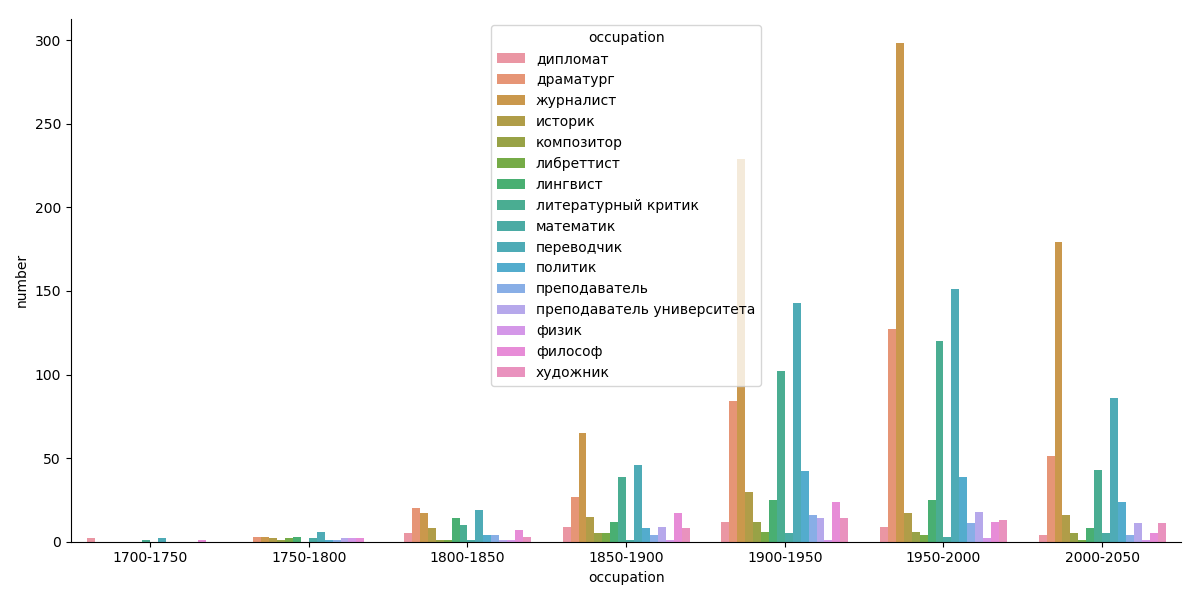 300
250
200
150
100
50
0
number
occupation
дипломат
драматург
журналист
историк
композитор
либреттист
лингвист
литературный критик
математик
переводчик
политик
преподаватель
преподаватель университета
физик
философ
художник
1700-1750
1750-1800
1800-1850
1850-1900
1900-1950
1950-2000
2000-2050
occupation